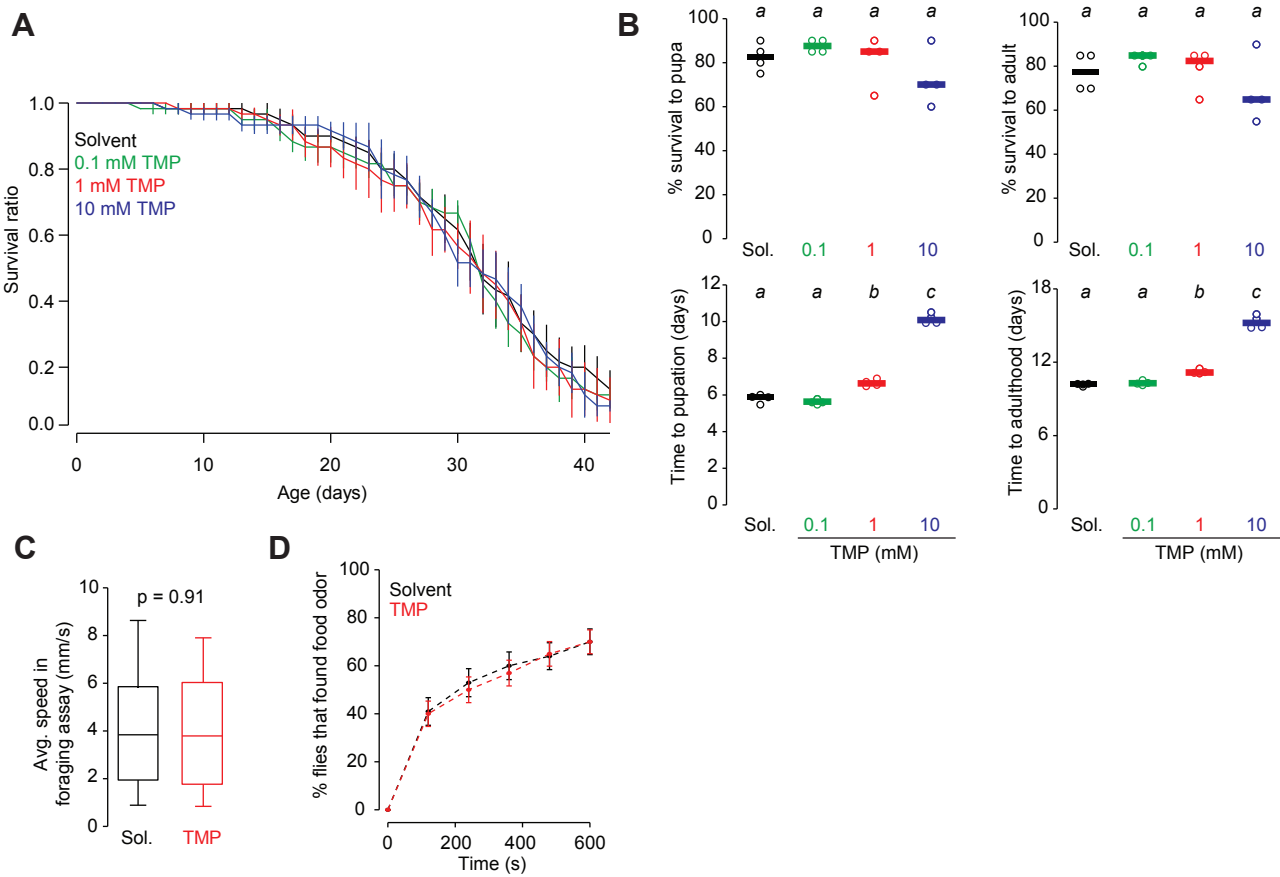 A
Survival ratio
1.0
0.8
0.6
0.4
0.2
0.0
Solvent
0.1 mM TMP
1 mM TMP
10 mM TMP
0 10 20 30 40
Age (days)
B
% survival to pupa
100
80
60
40
20
0
a a a a
Sol. 0.1 1 10
% survival to adult
100
80
60
40
20
0
a a a a
Sol. 0.1 1 10
Time to pupation (days)
12
10
8
6
4
2
0
a a b c
Sol. 0.1 1 10
TMP (mM)
Time to adulthood (days)
18
12
6
0
a a b c
Sol. 0.1 1 10
TMP (mM)
C
Avg. speed in
foraging assay (mm/s)
10
8
6
4
2
0
p = 0.91
Sol. TMP
D
% flies that found food odor
100
80
60
40
20
0
Solvent
TMP
0 200 400 600
Time (s)